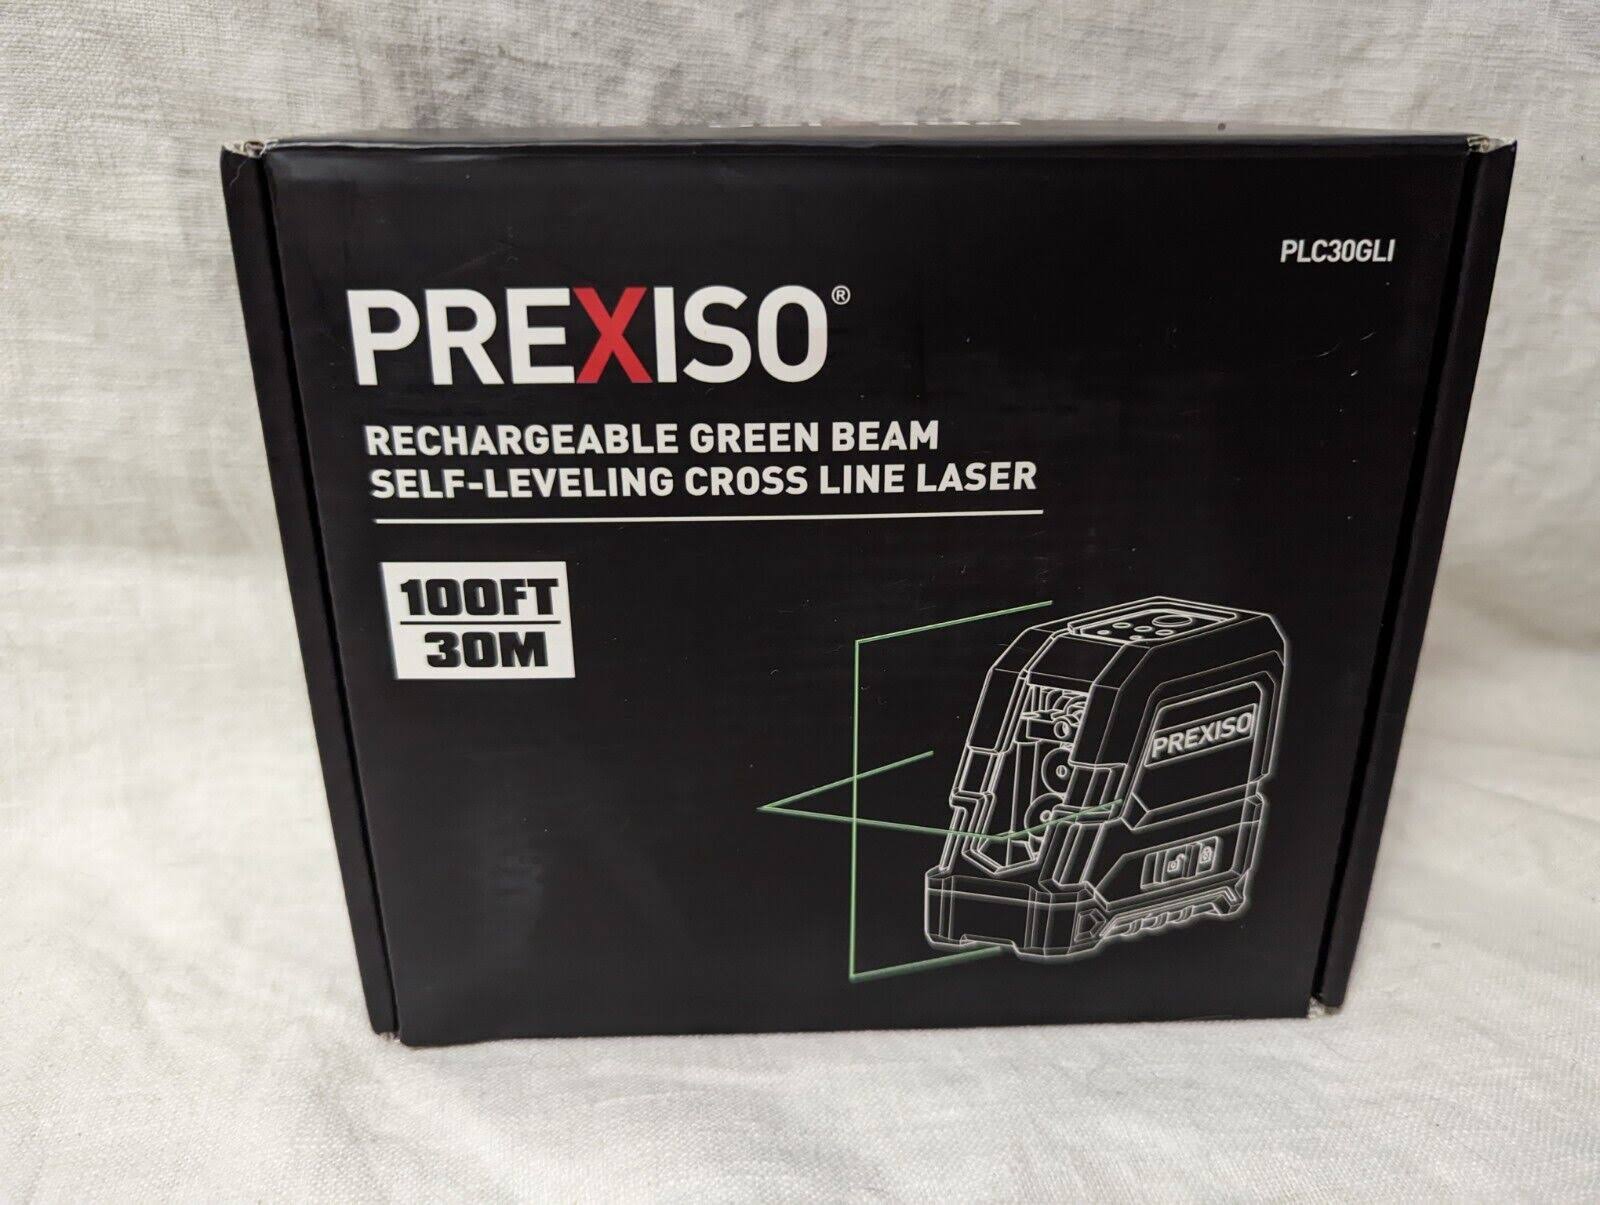 PLC30GLI
PREXISO®
RECHARGEABLE GREEN BEAM
SELF-LEVELING CROSS LINE LASER
100FT
30M
PREXISO